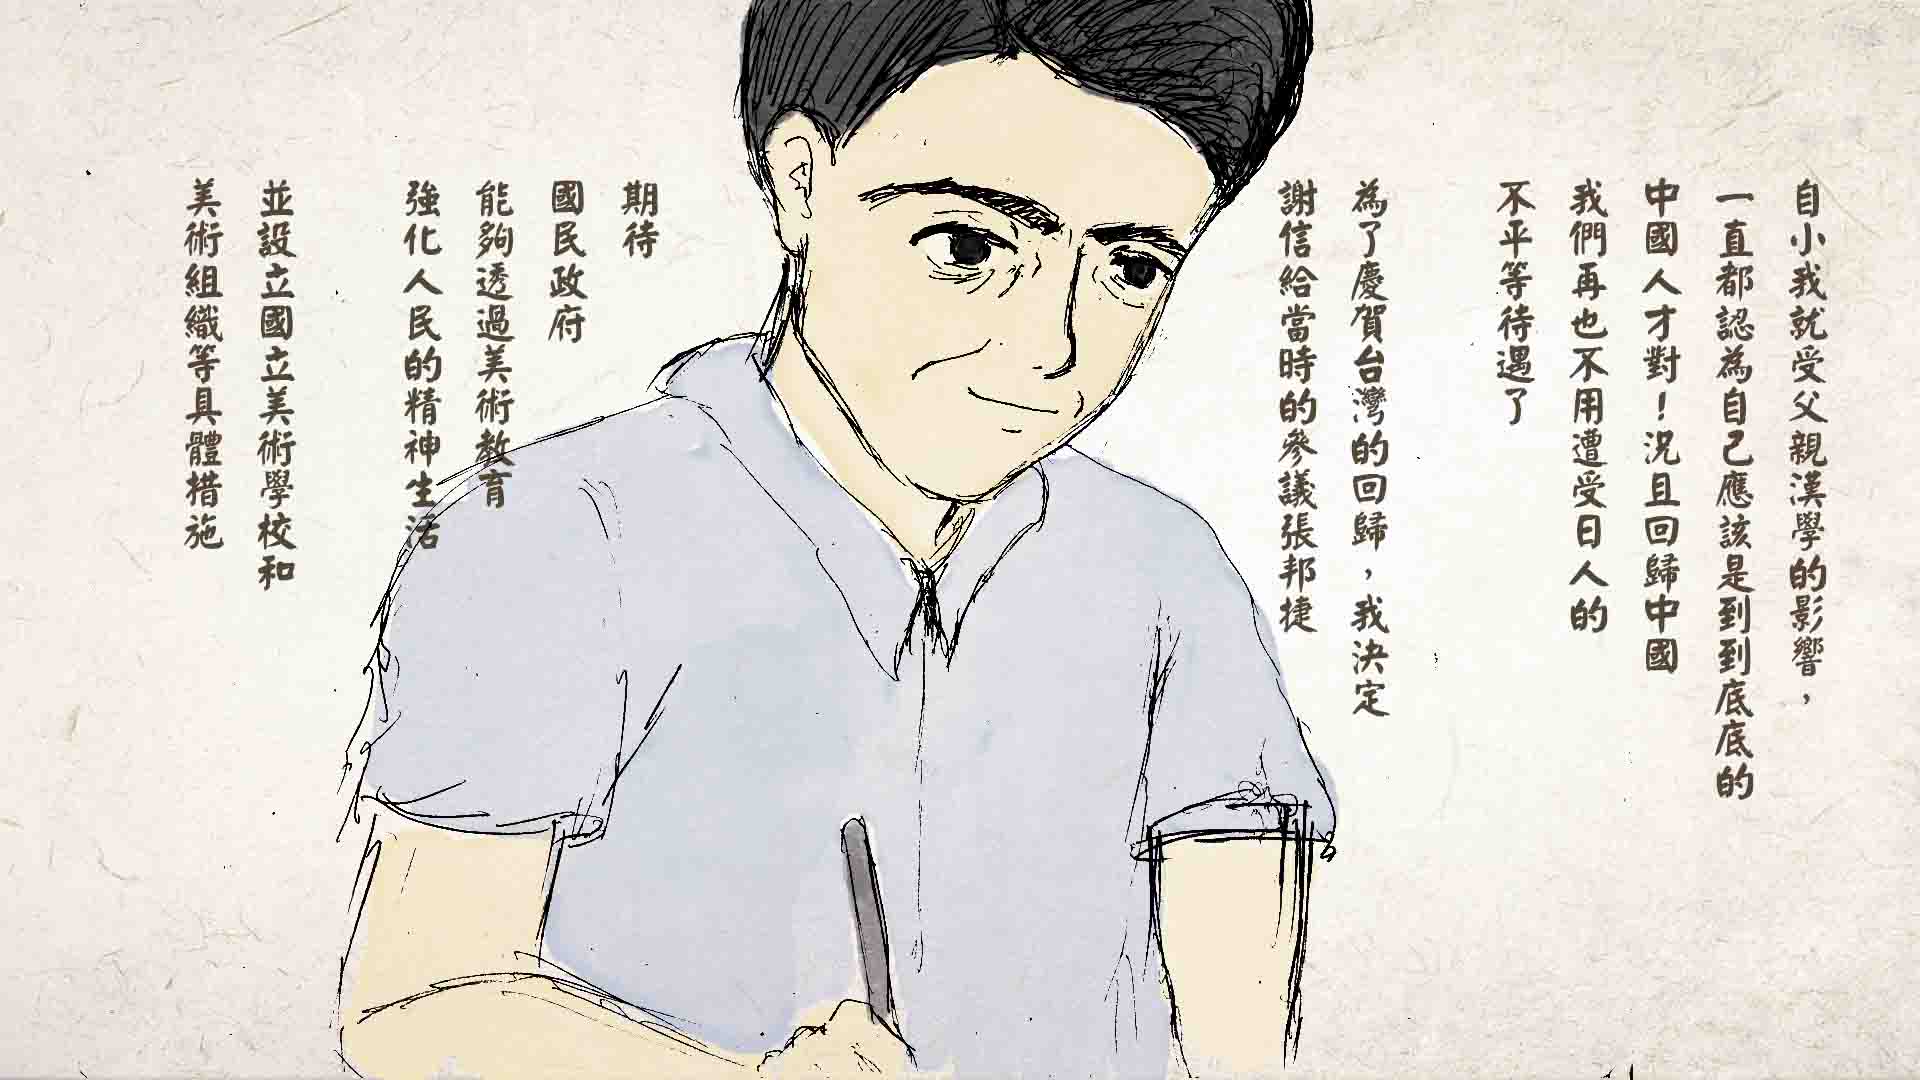 自小我就受父親漢學的影響，
一直都認為自己應該是到到底底的
中國人才對！況且回歸中國
我們再也不用遭受日人的
不平等待遇了
為了慶賀台灣的回歸，我決定
謝信給當時的參議張邦捷
期待
國民政府
能夠透過美術教育
強化人民的精神生活
並設立國立美術學校和
美術組織等具體措施